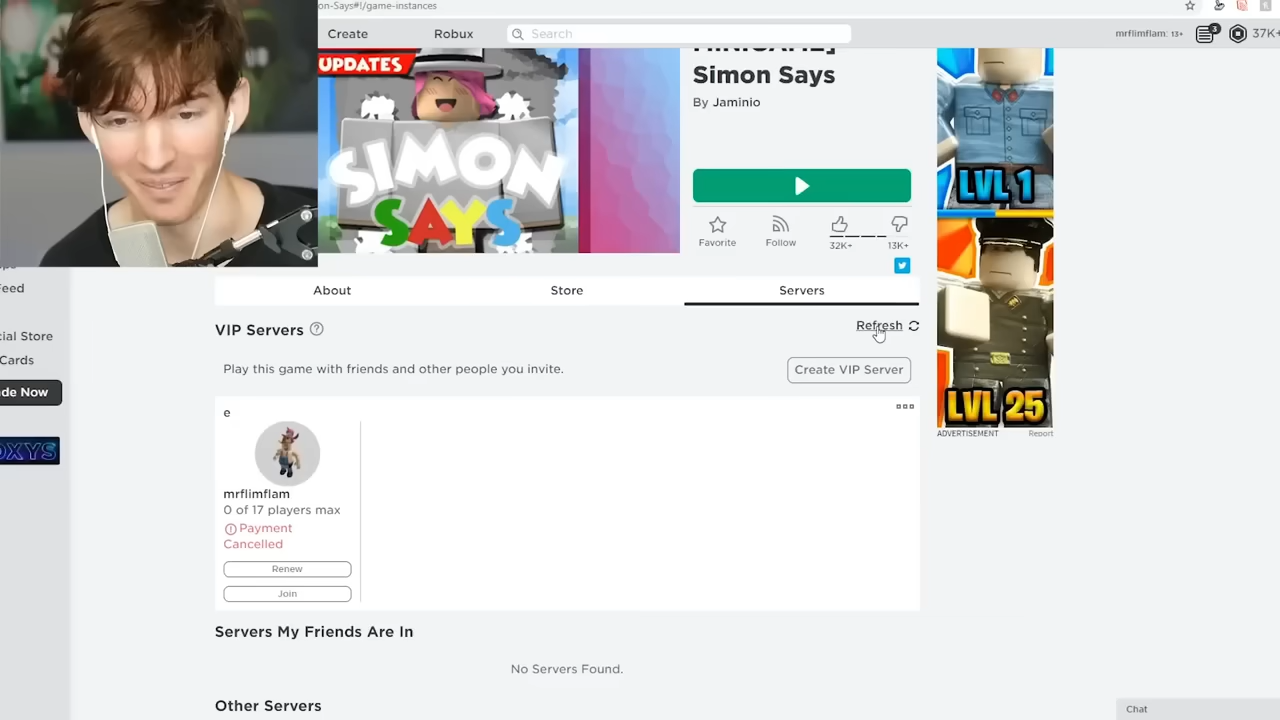 on-Says#!/game-instances
Create
Robux
Search
mrflimflam: 13+
3
37K+
UPDATES
SIMON
SAYS
Simon Says
By Jaminio
Favorite
Follow
32K+
13K+
LVL 1
LVL 25
ADVERTISEMENT
Report
Feed
cial Store
Cards
de Now
OXYS
About
Store
Servers
VIP Servers
Refresh
Play this game with friends and other people you invite.
Create VIP Server
e
mrflimflam
0 of 17 players max
Payment
Cancelled
Renew
Join
Servers My Friends Are In
No Servers Found.
Other Servers
Chat